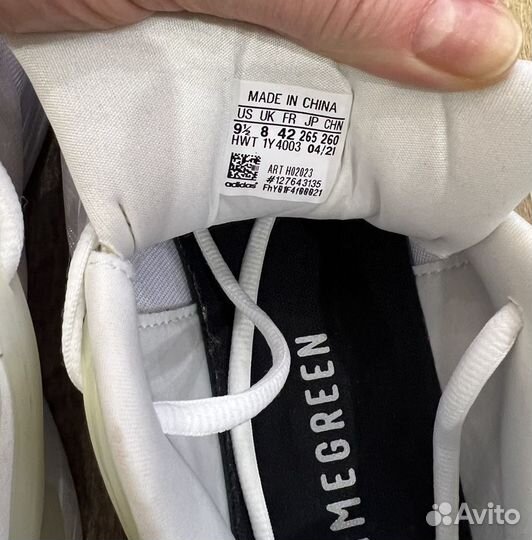 MADE IN CHINA
US UK FR JP CHN
9½ 8 42 265 260
HWT 1Y4003 04/21
ART H02023
#127643135
adidas FhY01F4100021
MEGREEN
Avito